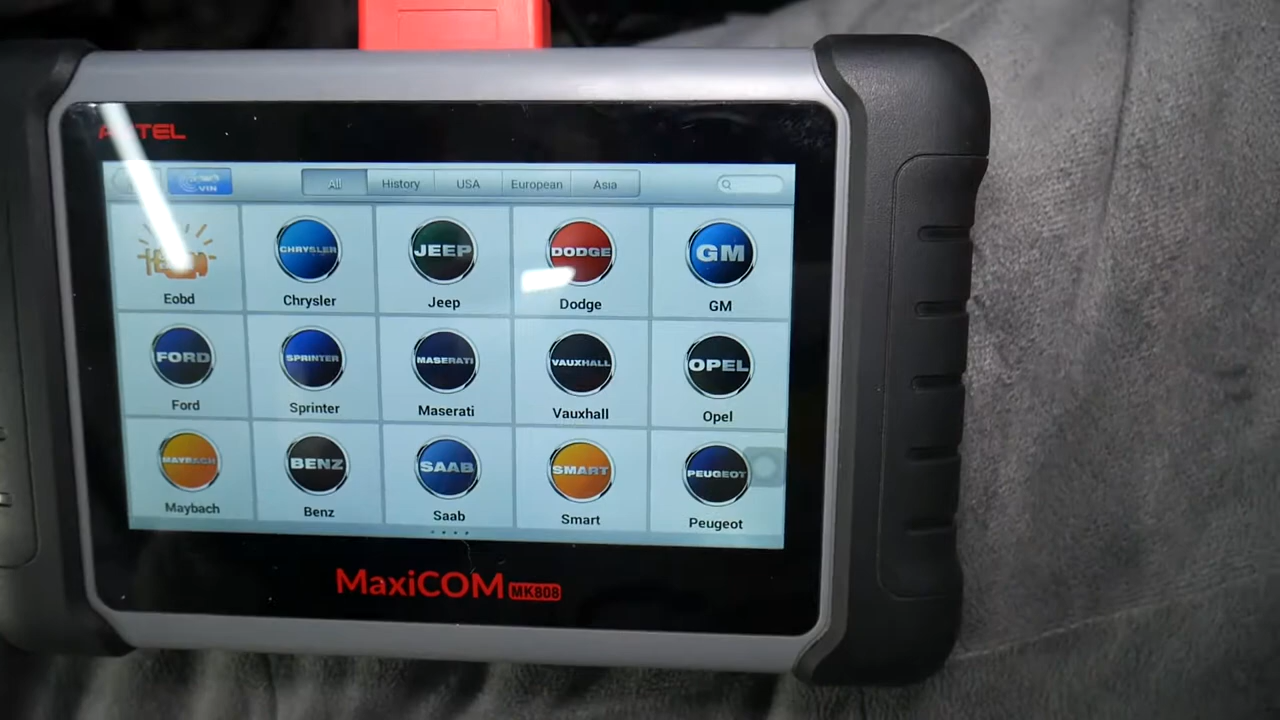 AUTEL
VIN
All History USA European Asia
CHRYSLER JEEP DODGE GM
Eobd Chrysler Jeep Dodge GM
FORD SPRINTER MASERATI VAUXHALL OPEL
Ford Sprinter Maserati Vauxhall Opel
MAYBACH BENZ SAAB SMART PEUGEOT
Maybach Benz Saab Smart Peugeot
MaxiCOM MK808